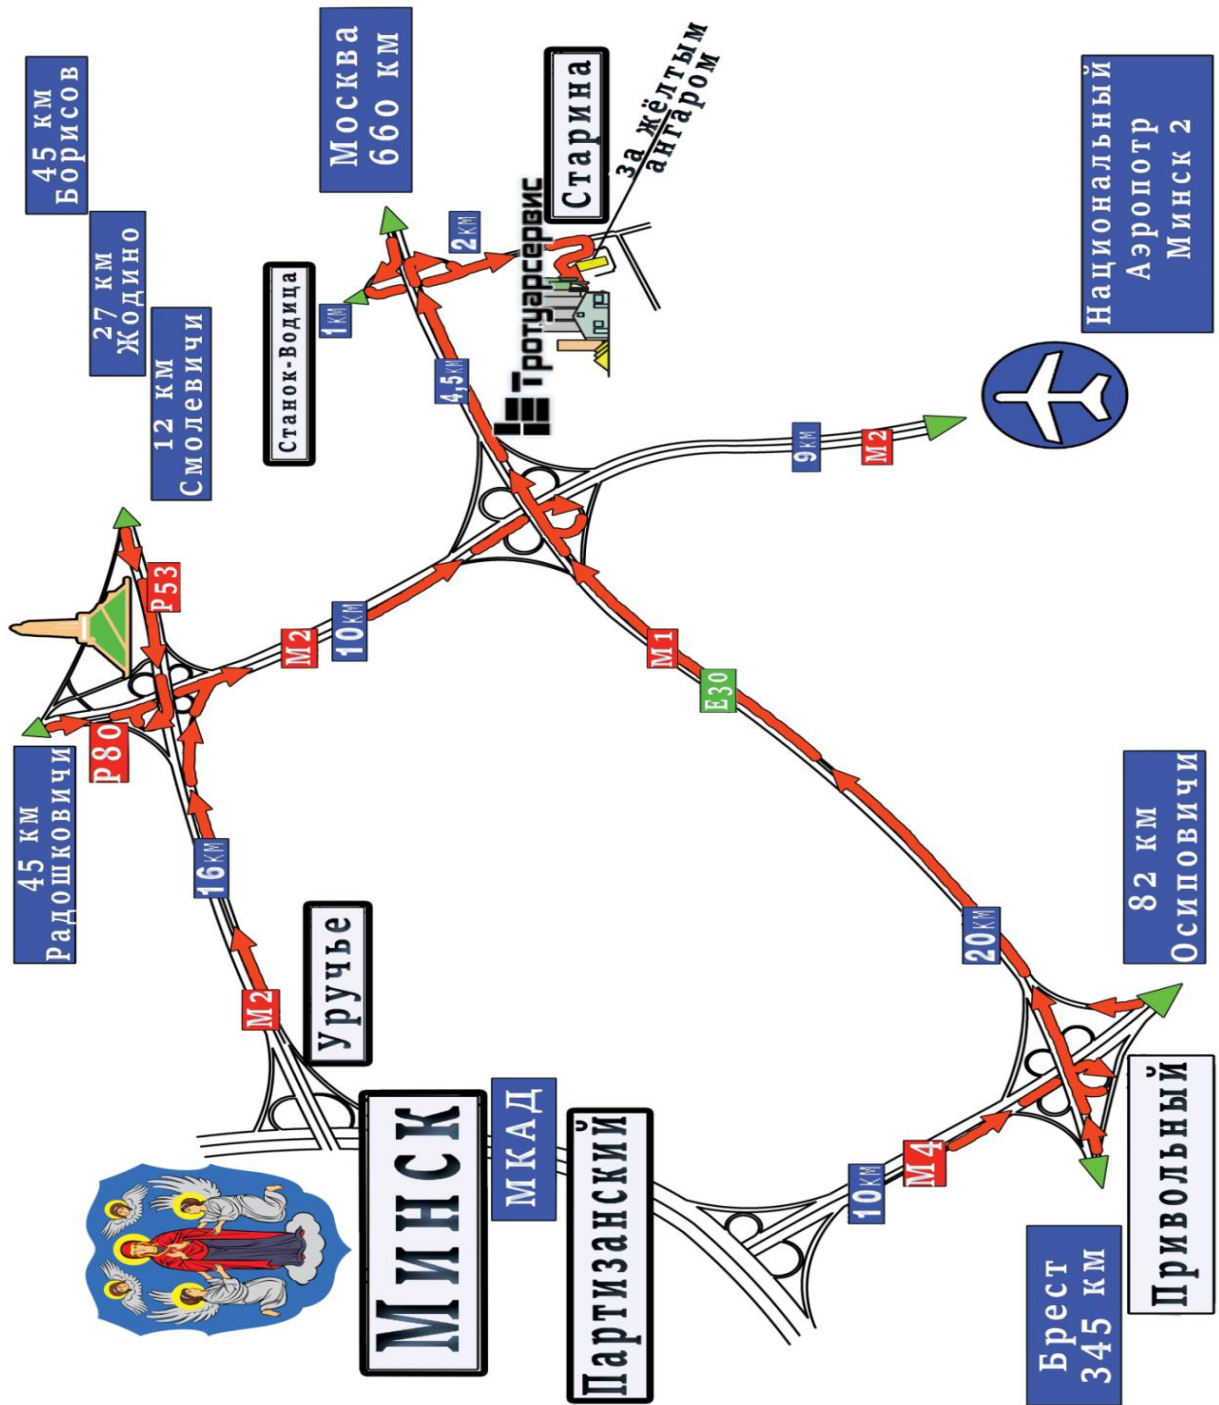 45 км
Радошковичи
Р80
12 км
Смолевичи
27 км
Жодино
45 км
Борисов
Р53
Москва
660 км
Станок-Водица
1км
2км
Старина
за жёлтым
ангаром
Тротуарсервис
4,5км
М2
10км
16км
М2
Уручье
Минск
МКАД
Партизанский
М1
Е30
9км
М2
Национальный
Аэропотр
Минск 2
20км
10км
М4
82 км
Осиповичи
Привольный
Брест
345 км